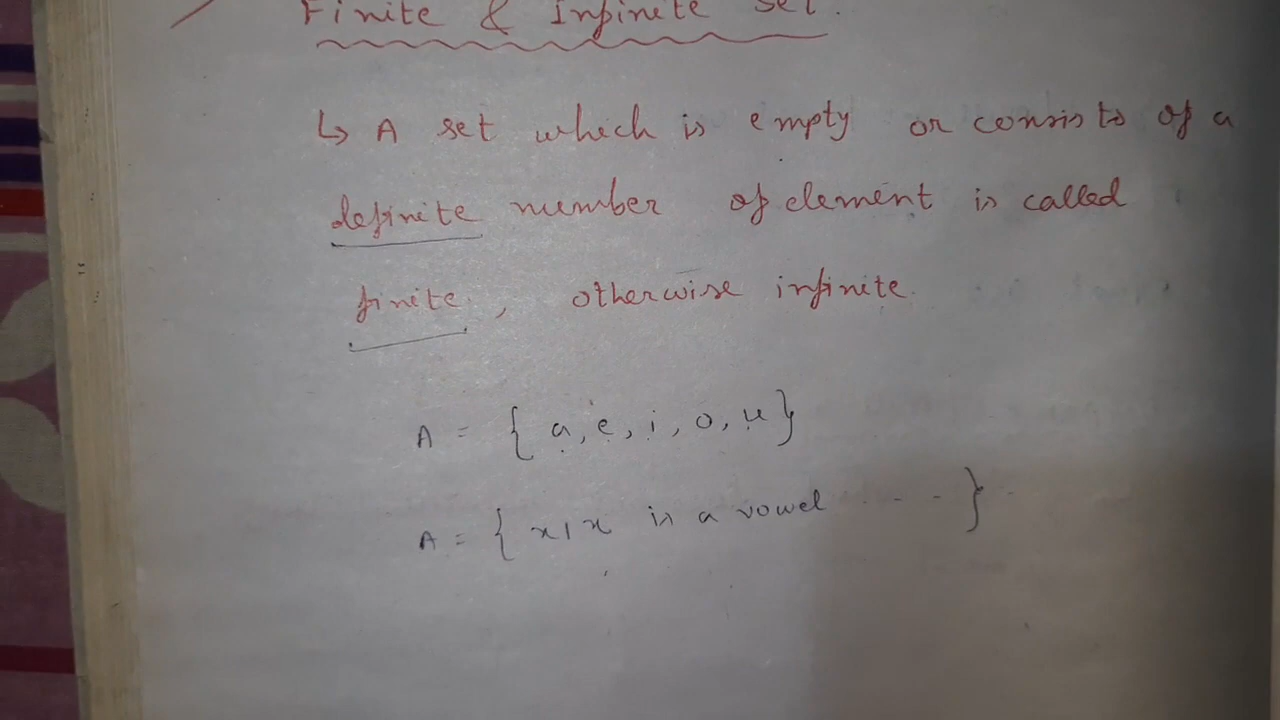 Finite & Infinite set.
↳ A set which is empty or consists of a
definite number of element is called
finite, otherwise infinite.
A = { a, e, i, o, u }
A = { x | x is a vowel - - - - }